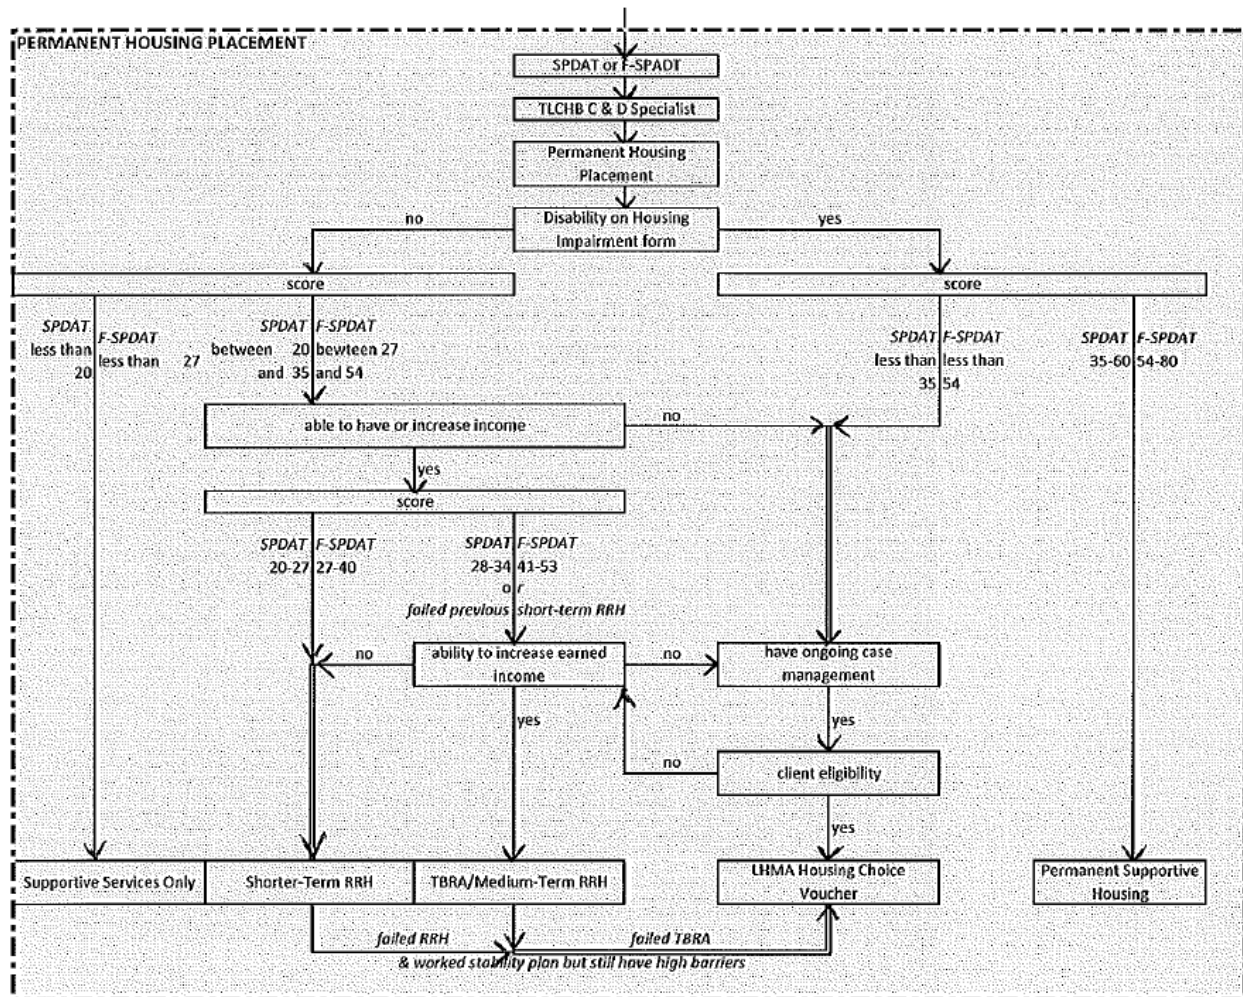 PERMANENT HOUSING PLACEMENT
SPDAT or F-SPADT
TLCHB C & D Specialist
Permanent Housing
Placement
Disability on Housing
Impairment form
no
yes
score
score
SPDAT F-SPDAT
less than less than 27
20
SPDAT F-SPDAT
between 20 bewteen 27
and 35 and 54
SPDAT F-SPDAT
less than less than
35 54
SPDAT F-SPDAT
35-60 54-80
able to have or increase income
no
yes
score
SPDAT F-SPDAT
20-27 27-40
SPDAT F-SPDAT
28-34 41-53
or
failed previous short-term RRH
no
ability to increase earned
income
no
have ongoing case
management
yes
yes
no
client eligibility
yes
Supportive Services Only
Shorter-Term RRH
TBRA/Medium-Term RRH
LHMA Housing Choice
Voucher
Permanent Supportive
Housing
failed RRH
failed TBRA
& worked stability plan but still have high barriers